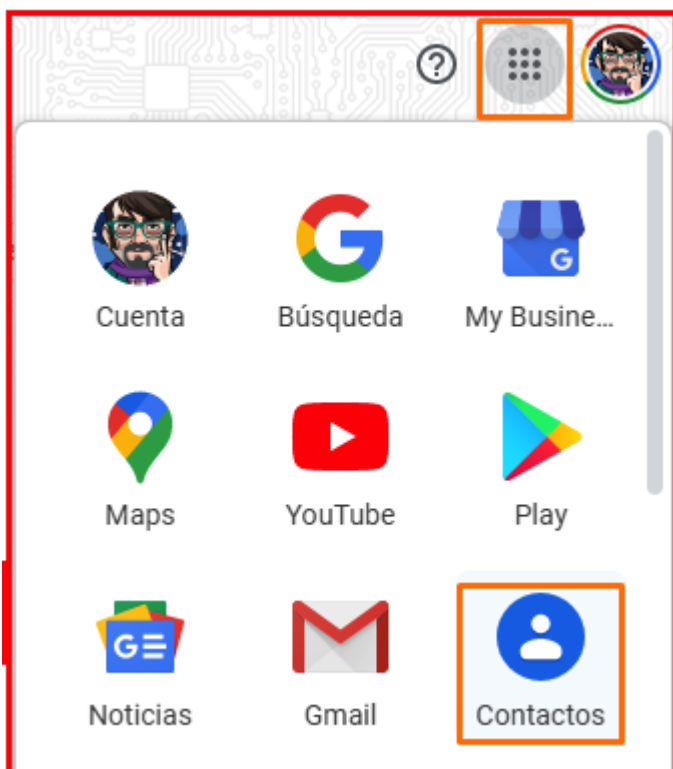 Cuenta
Búsqueda
My Busine...
Maps
YouTube
Play
Noticias
Gmail
Contactos